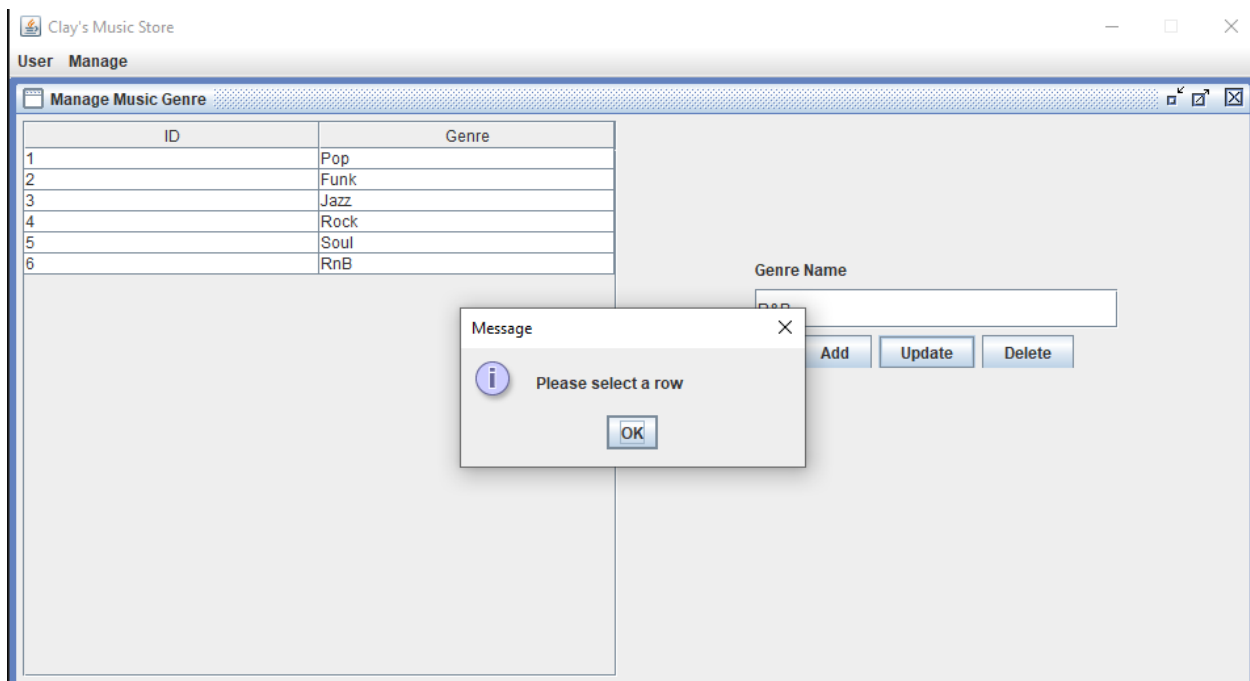 Clay's Music Store
User Manage
Manage Music Genre
ID Genre
1 Pop
2 Funk
3 Jazz
4 Rock
5 Soul
6 RnB
Genre Name
Message
Please select a row
OK
Add Update Delete